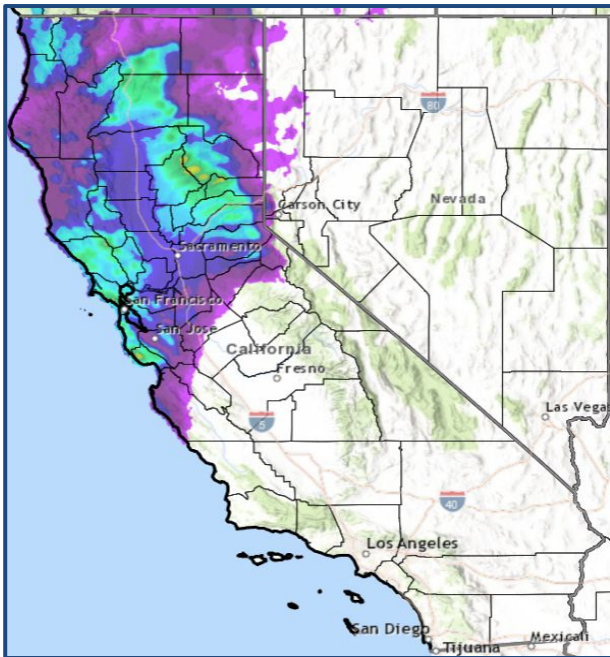 80
Nevada
Carson City
Sacramento
San Francisco
San Jose
California
Fresno
Las Vegas
5
40
Los Angeles
San Diego
Tijuana
Mexicali